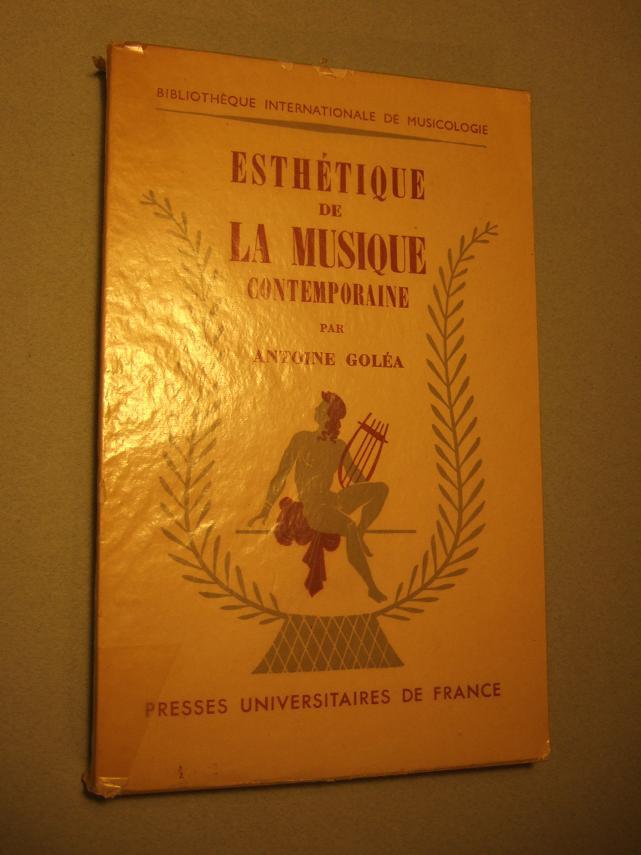 BIBLIOTHÈQUE INTERNATIONALE DE MUSICOLOGIE
ESTHÉTIQUE
DE
LA MUSIQUE
CONTEMPORAINE
PAR
ANTOINE GOLÉA
PRESSES UNIVERSITAIRES DE FRANCE